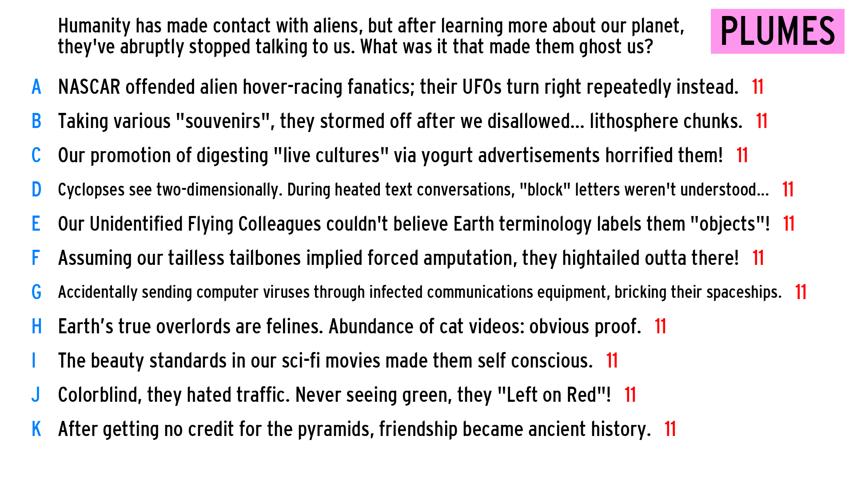 Humanity has made contact with aliens, but after learning more about our planet,
they've abruptly stopped talking to us. What was it that made them ghost us?
PLUMES
A NASCAR offended alien hover-racing fanatics; their UFOs turn right repeatedly instead. 11
B Taking various "souvenirs", they stormed off after we disallowed... lithosphere chunks. 11
C Our promotion of digesting "live cultures" via yogurt advertisements horrified them! 11
D Cyclopses see two-dimensionally. During heated text conversations, "block" letters weren't understood... 11
E Our Unidentified Flying Colleagues couldn't believe Earth terminology labels them "objects"! 11
F Assuming our tailless tailbones implied forced amputation, they hightailed outta there! 11
G Accidentally sending computer viruses through infected communications equipment, bricking their spaceships. 11
H Earth's true overlords are felines. Abundance of cat videos: obvious proof. 11
I The beauty standards in our sci-fi movies made them self conscious. 11
J Colorblind, they hated traffic. Never seeing green, they "Left on Red"! 11
K After getting no credit for the pyramids, friendship became ancient history. 11